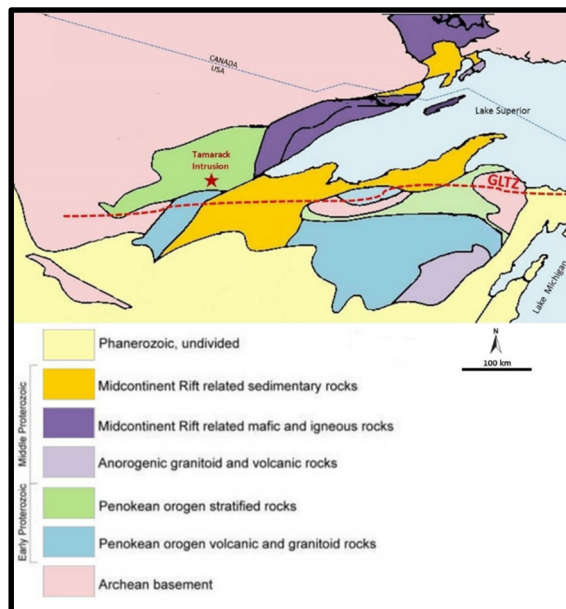 CANADA
USA
Lake Superior
Tamarack
Intrusion
GLTZ
Lake Michigan
N
100 km
Phanerozoic, undivided
Middle Proterozoic
Midcontinent Rift related sedimentary rocks
Midcontinent Rift related mafic and igneous rocks
Anorogenic granitoid and volcanic rocks
Early Proterozoic
Penokean orogen stratified rocks
Penokean orogen volcanic and granitoid rocks
Archean basement